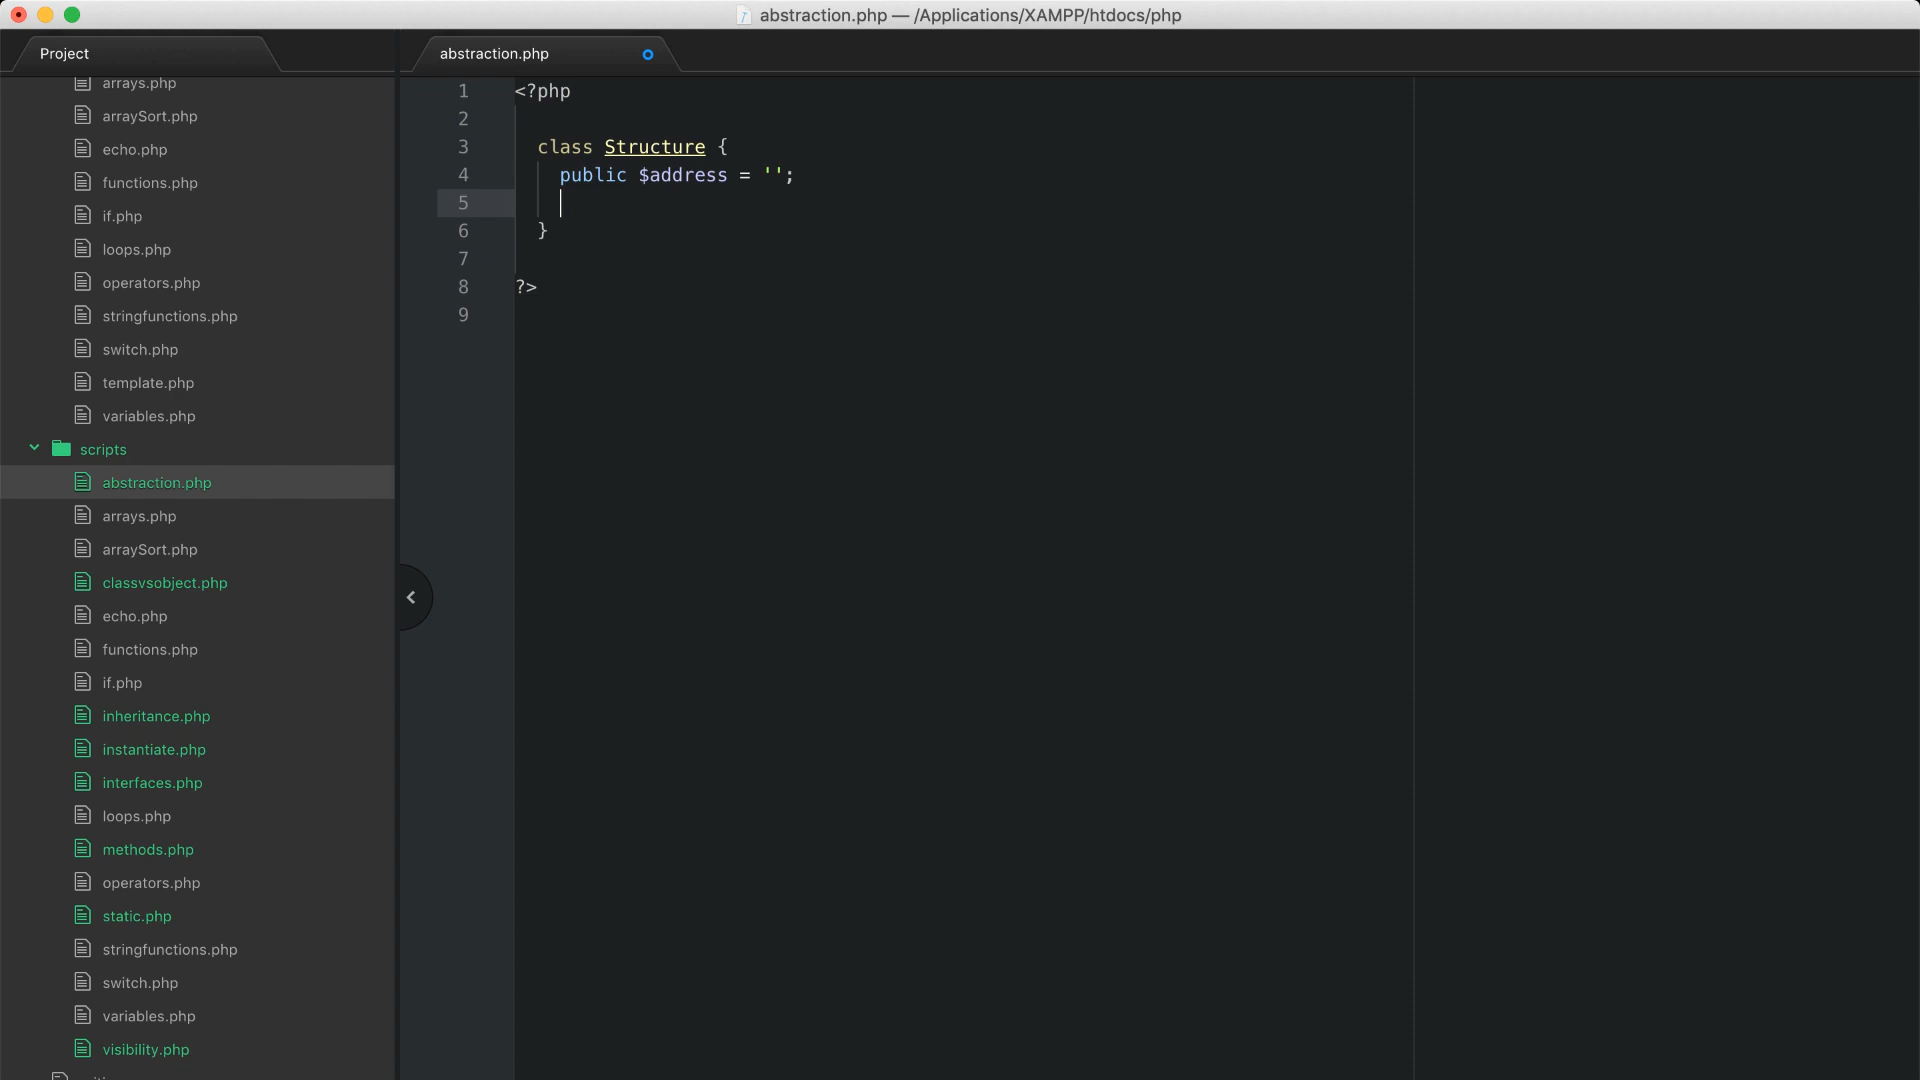 abstraction.php — /Applications/XAMPP/htdocs/php
Project
arrays.php
arraySort.php
echo.php
functions.php
if.php
loops.php
operators.php
stringfunctions.php
switch.php
template.php
variables.php
scripts
abstraction.php
arrays.php
arraySort.php
classvsobject.php
echo.php
functions.php
if.php
inheritance.php
instantiate.php
interfaces.php
loops.php
methods.php
operators.php
static.php
stringfunctions.php
switch.php
variables.php
visibility.php
abstraction.php
1 <?php
2
3 class Structure {
4 public $address = '';
5
6 }
7
8 ?>
9